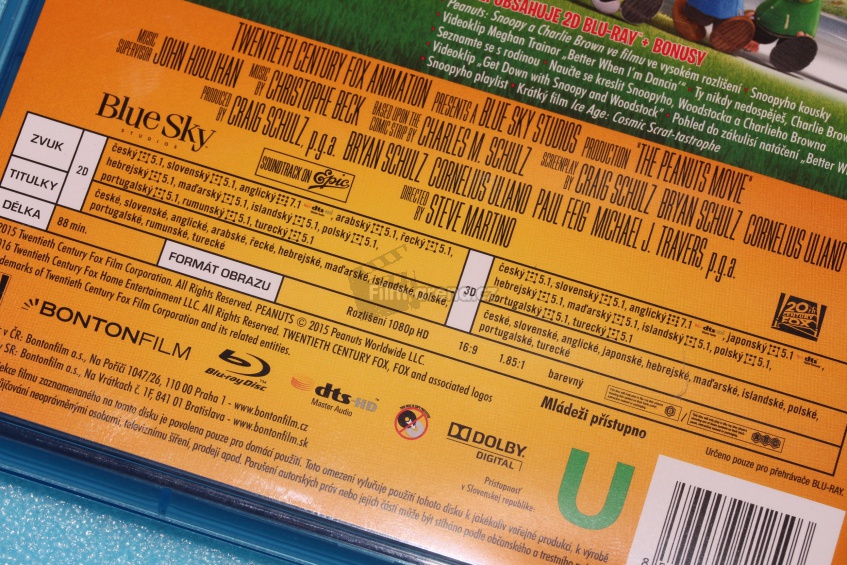 OBSAHUJE 2D BLU-RAY + BONUSY
Peanuts: Snoopy a Charlie Brown ve filmu ve vysokém rozlišení
Videoklip Meghan Trainor „Better When I'm Dancin'“ • Snoopyho kousky
Seznamte se s rodinou • Naučte se kreslit Snoopyho, Woodstocka a Charlieho Browna
Videoklip „Get Down with Snoopy and Woodstock“ • Ty nikdy nedospěješ, Charlie Brow
• Snoopyho playlist • Krátký film Ice Age: Cosmic Scrat-tastrophe
• Pohled do zákulisí natáčení „Better W
TWENTIETH CENTURY FOX ANIMATION PRESENTS A BLUE SKY STUDIOS PRODUCTION "THE PEANUTS MOVIE"
MUSIC SUPERVISOR JOHN HOULIHAN MUSIC BY CHRISTOPHE BECK BASED UPON THE COMIC STRIP BY CHARLES M. SCHULZ SCREENPLAY BY CRAIG SCHULZ BRYAN SCHULZ CORNELIUS ULIANO
PRODUCED BY CRAIG SCHULZ, p.g.a. BRYAN SCHULZ CORNELIUS ULIANO PAUL FEIG MICHAEL J. TRAVERS, p.g.a.
DIRECTED BY STEVE MARTINO
Blue Sky
STUDIOS
SOUNDTRACK ON Epic
ZVUK
TITULKY
DÉLKA
2D
český 5.1, slovenský 5.1, anglický 7.1 dts, arabský 5.1, řecký 5.1,
hebrejský 5.1, maďarský 5.1, islandský 5.1, polský 5.1,
portugalský 5.1, rumunský 5.1, turecký 5.1
české, slovenské, anglické, arabské, řecké, hebrejské, maďarské, islandské, polské,
portugalské, rumunské, turecké
88 min.
FORMÁT OBRAZU
Rozlišení 1080p HD
16:9
1.85:1
barevný
3D
český 5.1, slovenský 5.1, anglický 7.1 dts, japonský 5.1,
hebrejský 5.1, maďarský 5.1, islandský 5.1, polský 5.1,
portugalský 5.1, turecký 5.1
české, slovenské, anglické, japonské, hebrejské, maďarské, islandské, polské,
portugalské, turecké
20th CENTURY FOX
Filmarena.cz
2015 Twentieth Century Fox Film Corporation. All Rights Reserved. PEANUTS © 2015 Peanuts Worldwide LLC.
16 Twentieth Century Fox Home Entertainment LLC. All Rights Reserved. TWENTIETH CENTURY FOX, FOX and associated logos
trademarks of Twentieth Century Fox Film Corporation and its related entities.
BONTONFILM
Blu-ray Disc
dts-HD
Master Audio
DOLBY
DIGITAL
Mládeži přístupno
Určeno pouze pro přehrávače BLU-RAY.
Prístupnosť
v Slovenskej republike:
U
v ČR: Bontonfilm a.s., Na Poříčí 1047/26, 110 00 Praha 1 - www.bontonfilm.cz
v SR: Bontonfilm a.s., Na Vrátkach č. 1F, 841 01 Bratislava - www.bontonfilm.sk